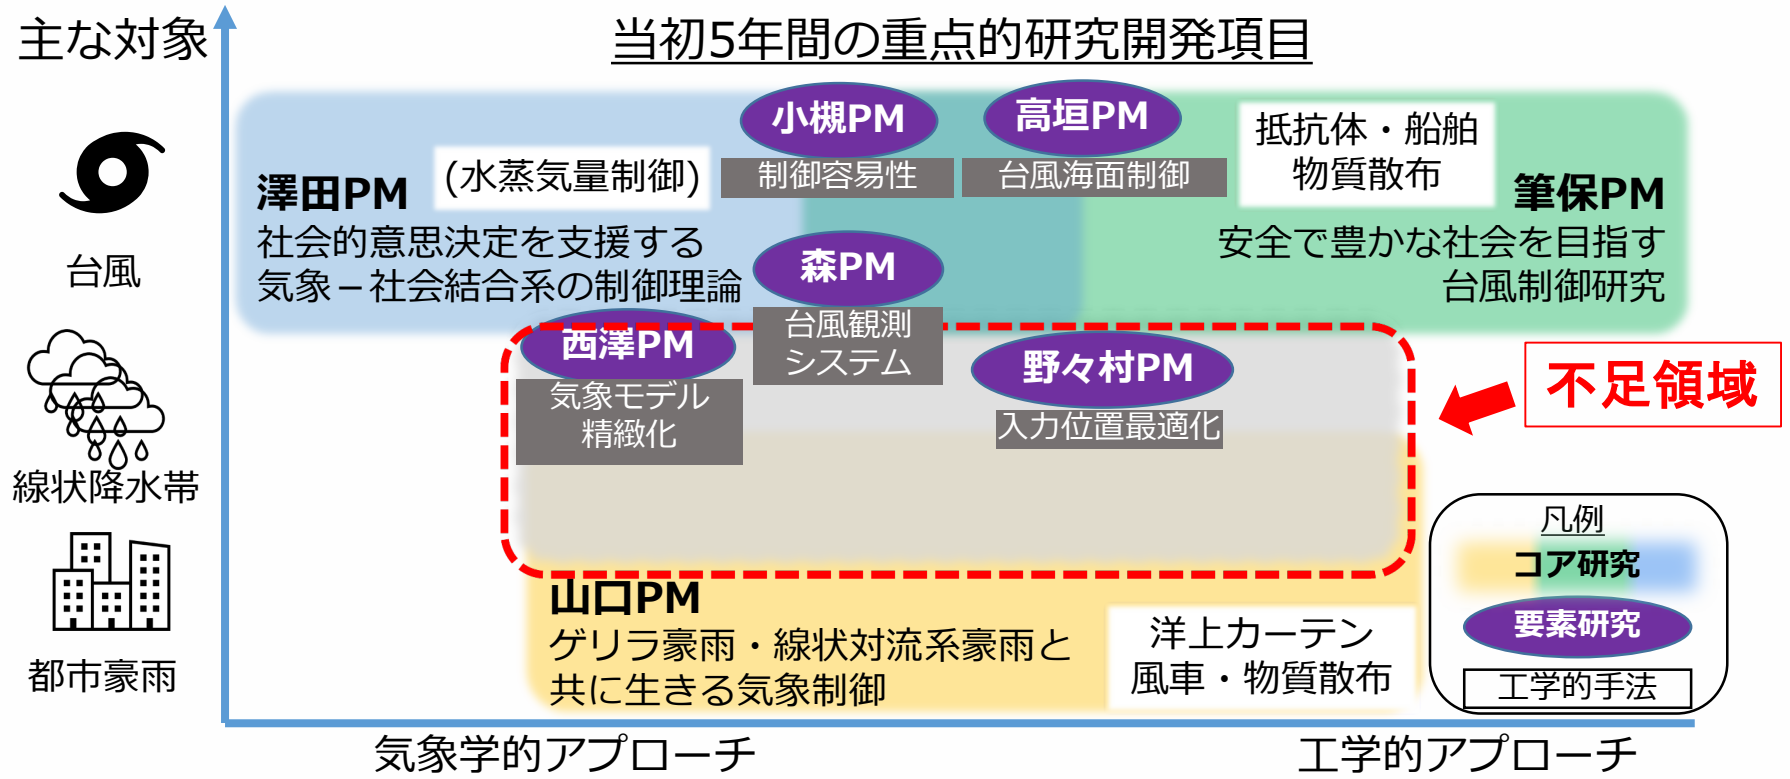 主な対象
当初5年間の重点的研究開発項目
小槻PM
制御容易性
高垣PM
台風海面制御
抵抗体・船舶
物質散布
(水蒸気量制御)
澤田PM
社会的意思決定を支援する
気象－社会結合系の制御理論
筆保PM
安全で豊かな社会を目指す
台風制御研究
台風
森PM
台風観測
システム
西澤PM
気象モデル
精緻化
野々村PM
入力位置最適化
不足領域
線状降水帯
山口PM
ゲリラ豪雨・線状対流系豪雨と
共に生きる気象制御
洋上カーテン
風車・物質散布
都市豪雨
凡例
コア研究
要素研究
工学的手法
気象学的アプローチ
工学的アプローチ